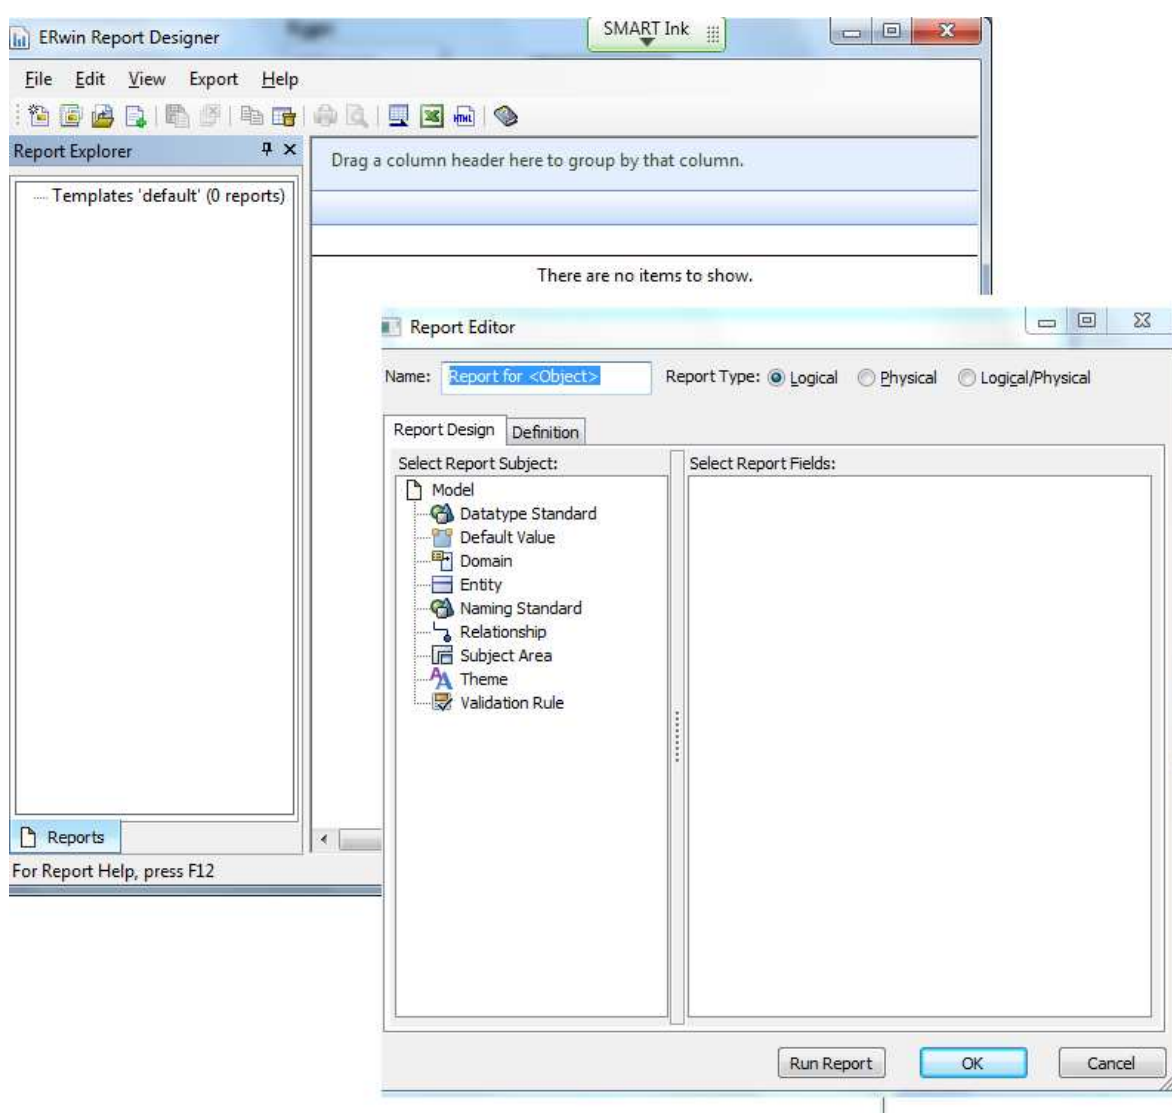 ERwin Report Designer
SMART Ink
File Edit View Export Help
HTML
Report Explorer
Drag a column header here to group by that column.
Templates 'default' (0 reports)
There are no items to show.
Reports
For Report Help, press F12
Report Editor
Name: Report for <Object> Report Type: Logical Physical Logical/Physical
Report Design Definition
Select Report Subject: Select Report Fields:
Model
Datatype Standard
Default Value
Domain
Entity
Naming Standard
Relationship
Subject Area
Theme
Validation Rule
Run Report OK Cancel